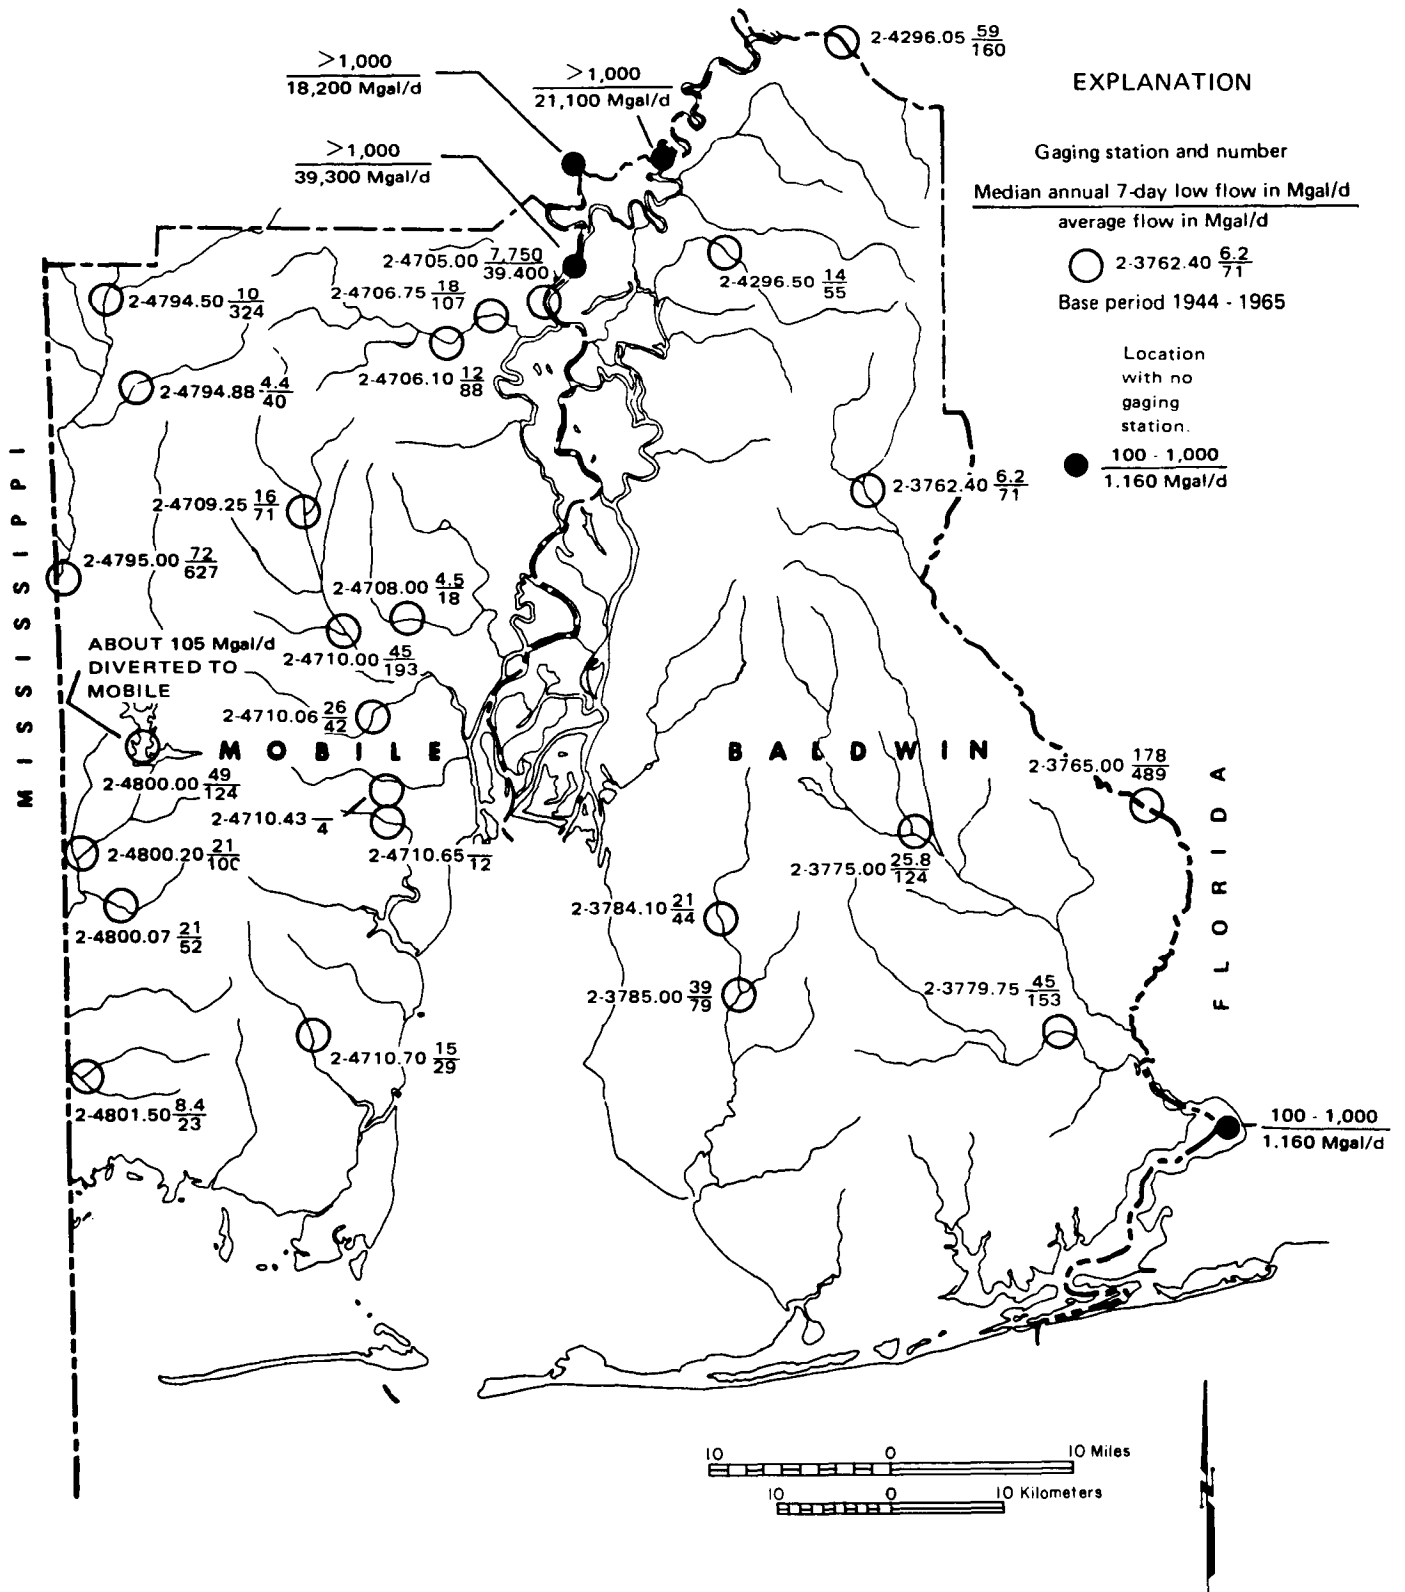 2-4296.05 59/160
>1,000
18,200 Mgal/d
>1,000
21,100 Mgal/d
>1,000
39,300 Mgal/d
EXPLANATION
Gaging station and number
Median annual 7-day low flow in Mgal/d
average flow in Mgal/d
2-3762.40 6.2/71
Base period 1944 - 1965
Location
with no
gaging
station.
100 - 1,000
1.160 Mgal/d
2-4705.00 7,750/39.400
2-4706.75 18/107
2-4296.50 14/55
2-4794.50 10/324
2-4706.10 12/88
2-4794.88 4.4/40
2-4709.25 16/71
2-3762.40 6.2/71
2-4795.00 72/627
2-4708.00 4.5/18
2-4710.00 45/193
ABOUT 105 Mgal/d
DIVERTED TO
MOBILE
2-4710.06 26/42
MISSISSIPPI
MOBILE
BALDWIN
FLORIDA
2-3765.00 178/489
2-4800.00 49/124
2-4710.43 /4
2-4710.65 /12
2-4800.20 21/100
2-3775.00 25.8/124
2-4800.07 21/52
2-3784.10 21/44
2-3785.00 39/79
2-3779.75 45/153
2-4710.70 15/29
2-4801.50 8.4/23
100 - 1,000
1.160 Mgal/d
10 0 10 Miles
10 0 10 Kilometers
N